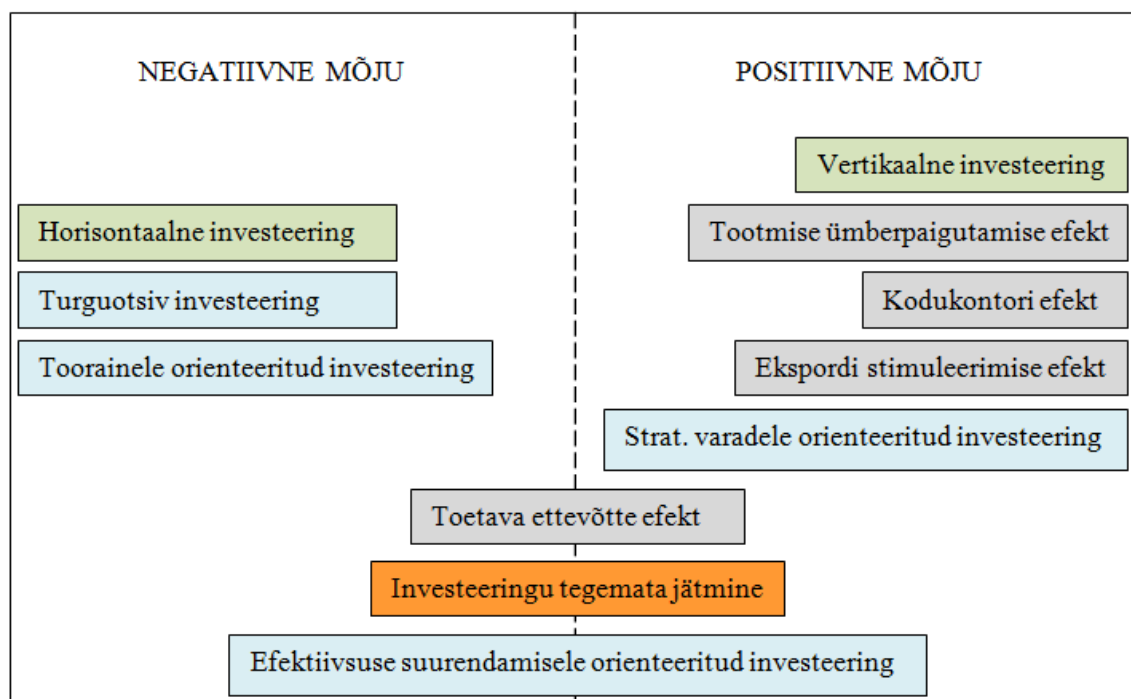 NEGATIIVNE MÕJU
POSITIIVNE MÕJU
Vertikaalne investeering
Horisontaalne investeering
Tootmise ümberpaigutamise efekt
Turguotsiv investeering
Kodukontori efekt
Toorainele orienteeritud investeering
Ekspordi stimuleerimise efekt
Strat. varadele orienteeritud investeering
Toetava ettevõtte efekt
Investeeringu tegemata jätmine
Efektiivsuse suurendamisele orienteeritud investeering